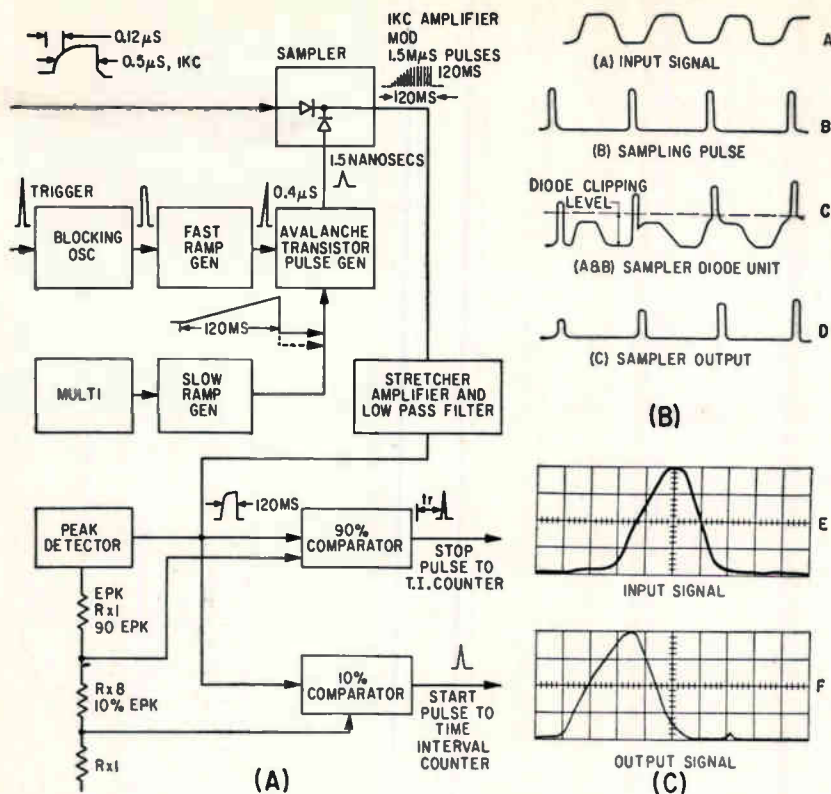 0.12µS
0.5µS, 1KC
SAMPLER
1KC AMPLIFIER
MOD
1.5MµS PULSES
120MS
120MS
1.5 NANOSECS
TRIGGER
0.4µS
BLOCKING
OSC
FAST
RAMP
GEN
AVALANCHE
TRANSISTOR
PULSE GEN
120MS
MULTI
SLOW
RAMP
GEN
STRETCHER
AMPLIFIER AND
LOW PASS FILTER
PEAK
DETECTOR
120MS
90%
COMPARATOR
tr
STOP
PULSE TO
T.I. COUNTER
EPK
Rx1
90 EPK
Rx8
10% EPK
Rx1
10%
COMPARATOR
START
PULSE TO
TIME
INTERVAL
COUNTER
(A)
A
(A) INPUT SIGNAL
B
(B) SAMPLING PULSE
DIODE CLIPPING
LEVEL
C
(A&B) SAMPLER DIODE UNIT
D
(C) SAMPLER OUTPUT
(B)
E
INPUT SIGNAL
F
OUTPUT SIGNAL
(C)